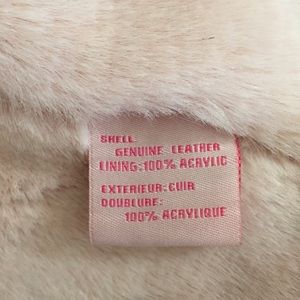 SHELL:
GENUINE LEATHER
LINING: 100% ACRYLIC
EXTERIEUR: CUIR
DOUBLURE:
100% ACRYLIQUE